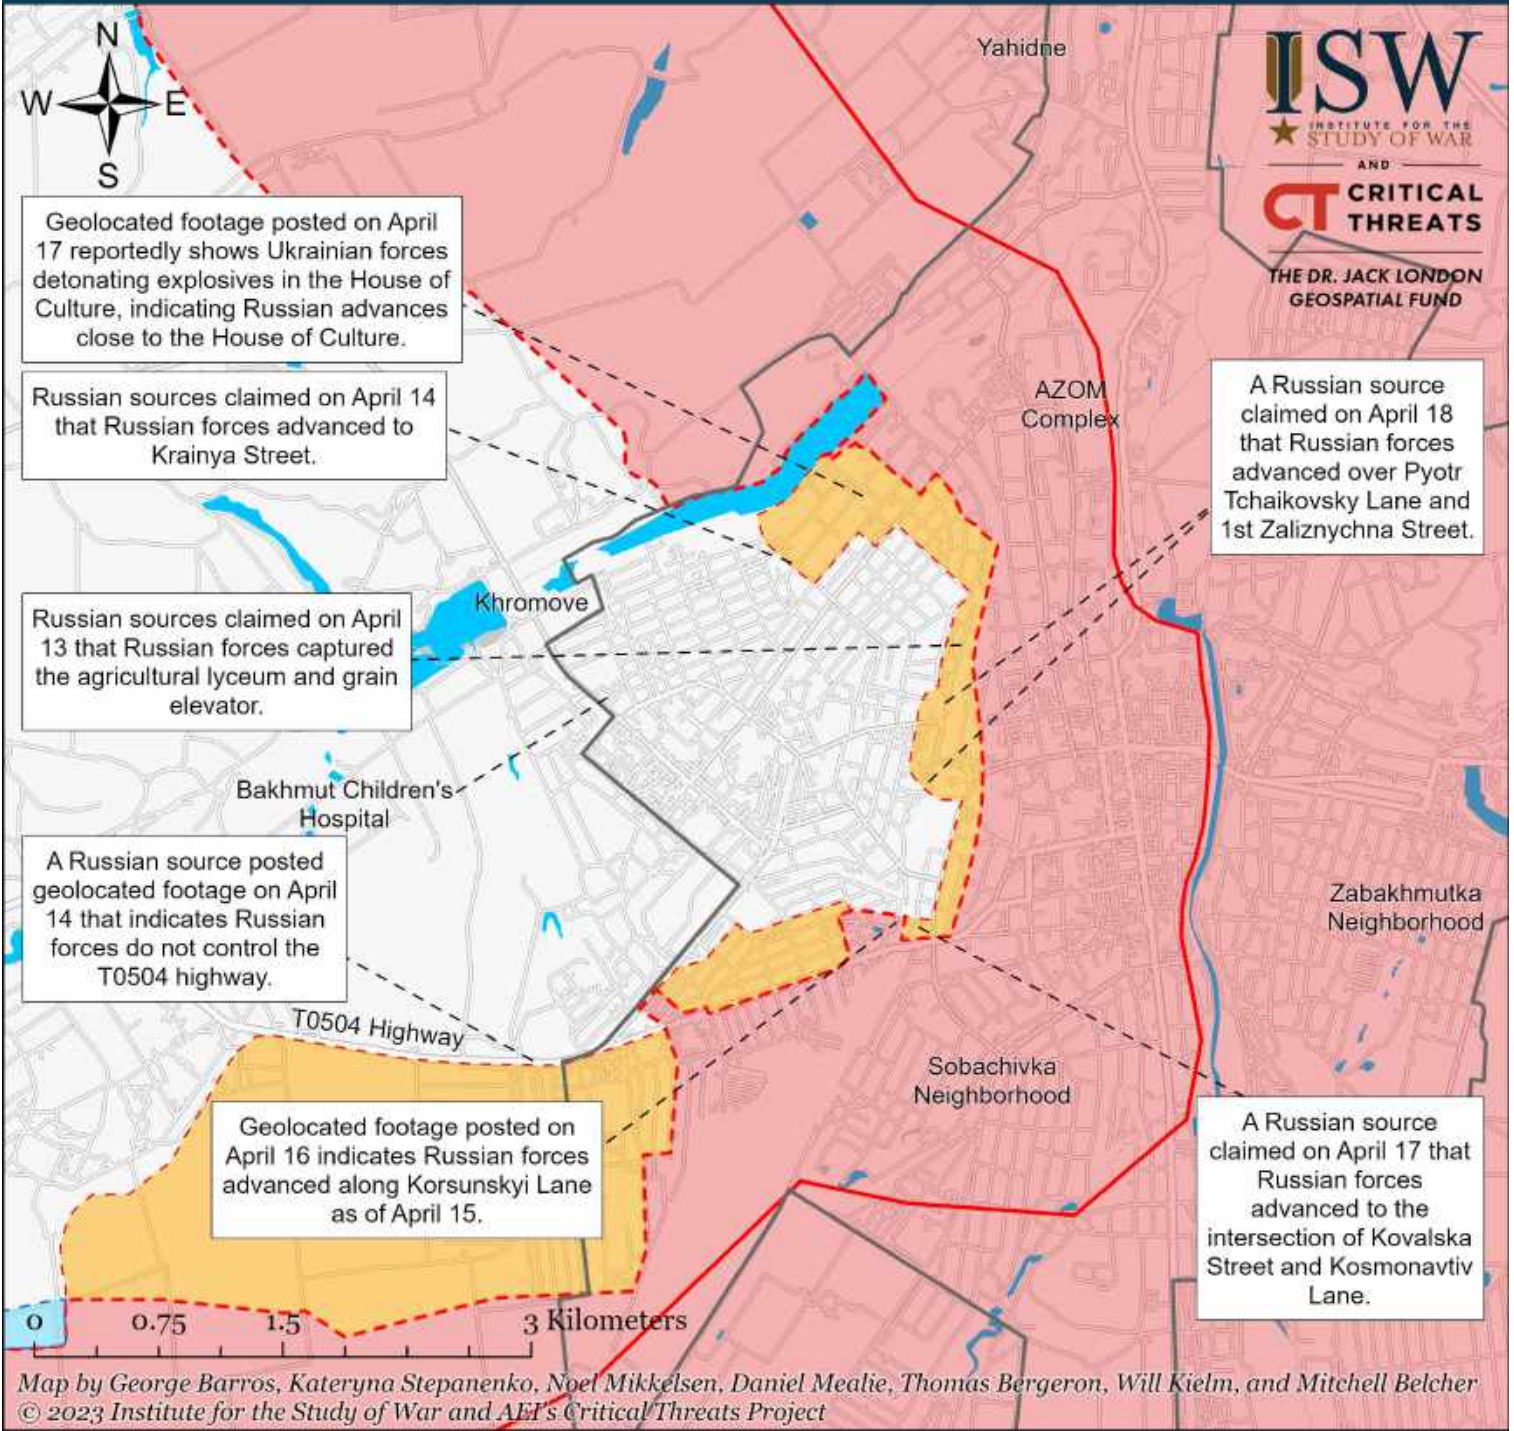 N
W E
S
Yahidne
ISW
INSTITUTE FOR THE
STUDY OF WAR
AND
CT CRITICAL
THREATS
THE DR. JACK LONDON
GEOSPATIAL FUND
Geolocated footage posted on April
17 reportedly shows Ukrainian forces
detonating explosives in the House of
Culture, indicating Russian advances
close to the House of Culture.
Russian sources claimed on April 14
that Russian forces advanced to
Krainya Street.
AZOM
Complex
A Russian source
claimed on April 18
that Russian forces
advanced over Pyotr
Tchaikovsky Lane and
1st Zaliznychna Street.
Khromove
Russian sources claimed on April
13 that Russian forces captured
the agricultural lyceum and grain
elevator.
Bakhmut Children's
Hospital
A Russian source posted
geolocated footage on April
14 that indicates Russian
forces do not control the
T0504 highway.
Zabakhmutka
Neighborhood
T0504 Highway
Sobachivka
Neighborhood
Geolocated footage posted on
April 16 indicates Russian forces
advanced along Korsunskyi Lane
as of April 15.
A Russian source
claimed on April 17 that
Russian forces
advanced to the
intersection of Kovalska
Street and Kosmonavtiv
Lane.
0 0.75 1.5 3 Kilometers
Map by George Barros, Kateryna Stepanenko, Noel Mikkelsen, Daniel Mealie, Thomas Bergeron, Will Kielm, and Mitchell Belcher
© 2023 Institute for the Study of War and AEI's Critical Threats Project